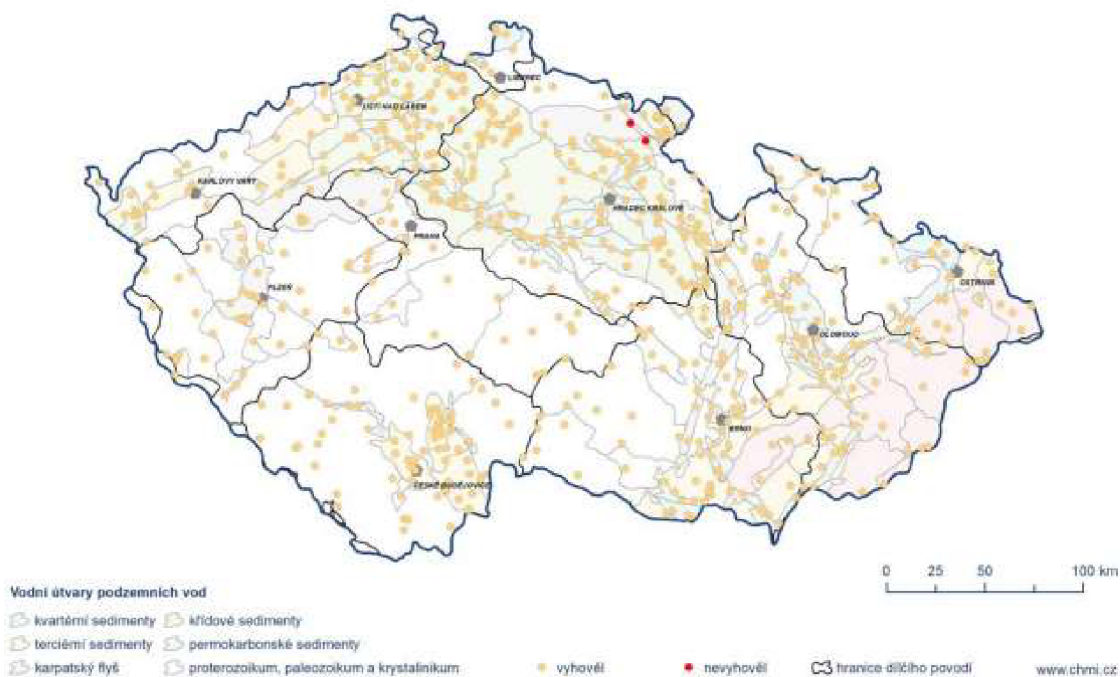 LIBEREC
ÚSTÍ NAD LABEM
KARLOVY VARY
HRADEC KRÁLOVÉ
PRAHA
PLZEŇ
OSTRAVA
OLOMOUC
BRNO
ČESKÉ BUDĚJOVICE
0 25 50 100 km
Vodní útvary podzemních vod
kvartérní sedimenty křídové sedimenty
terciérní sedimenty permokarbonské sedimenty
karpatský flyš proterozoikum, paleozoikum a krystalinikum vyhověl nevyhověl hranice dílčího povodí www.chmi.cz